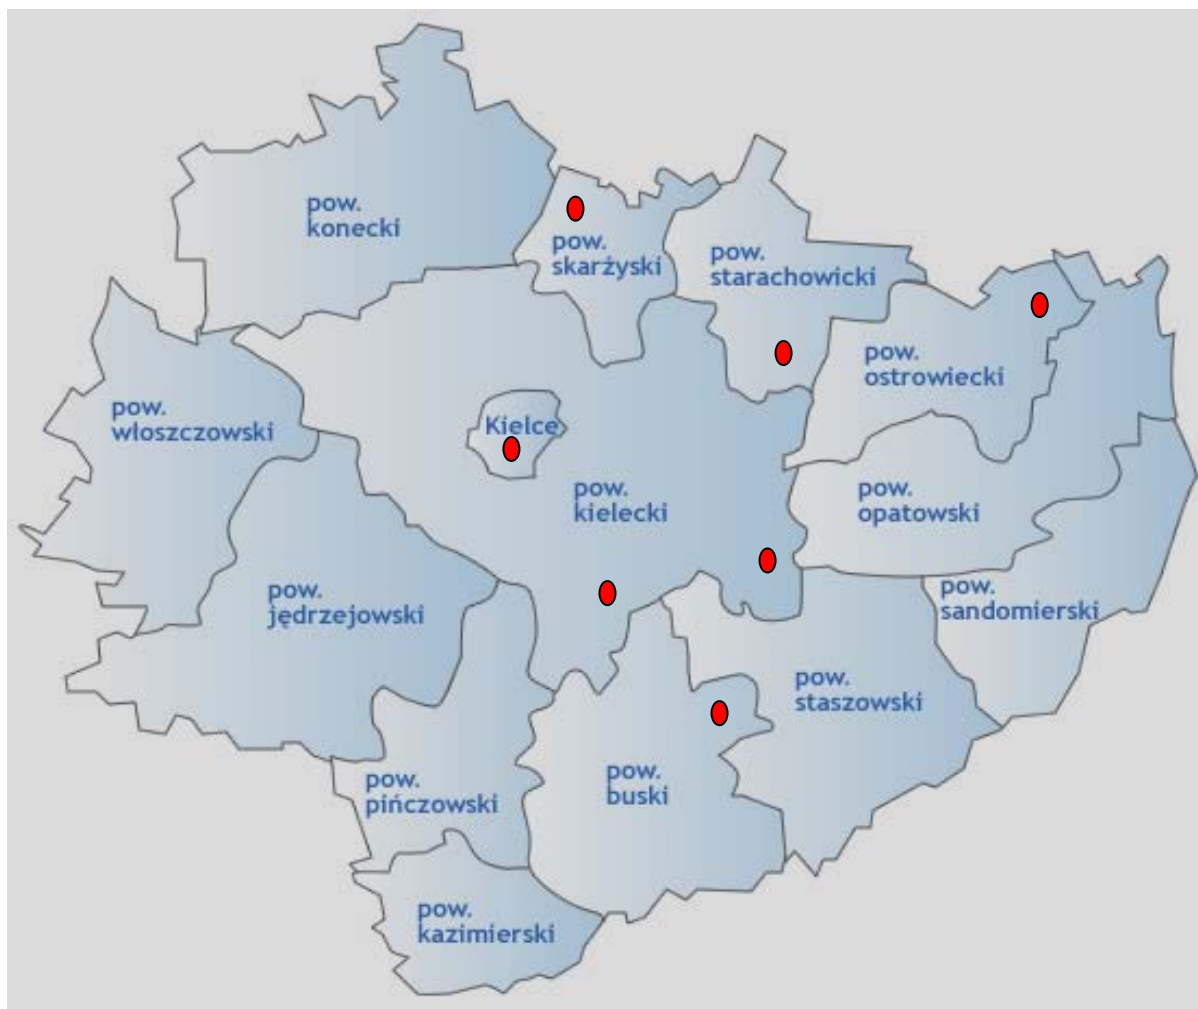 pow.
konecki
pow.
skarżyski
pow.
starachowicki
pow.
ostrowiecki
pow.
włoszczowski
Kielce
pow.
kielecki
pow.
opatowski
pow.
jędrzejowski
pow.
sandomierski
pow.
staszowski
pow.
pińczowski
pow.
buski
pow.
kazimierski